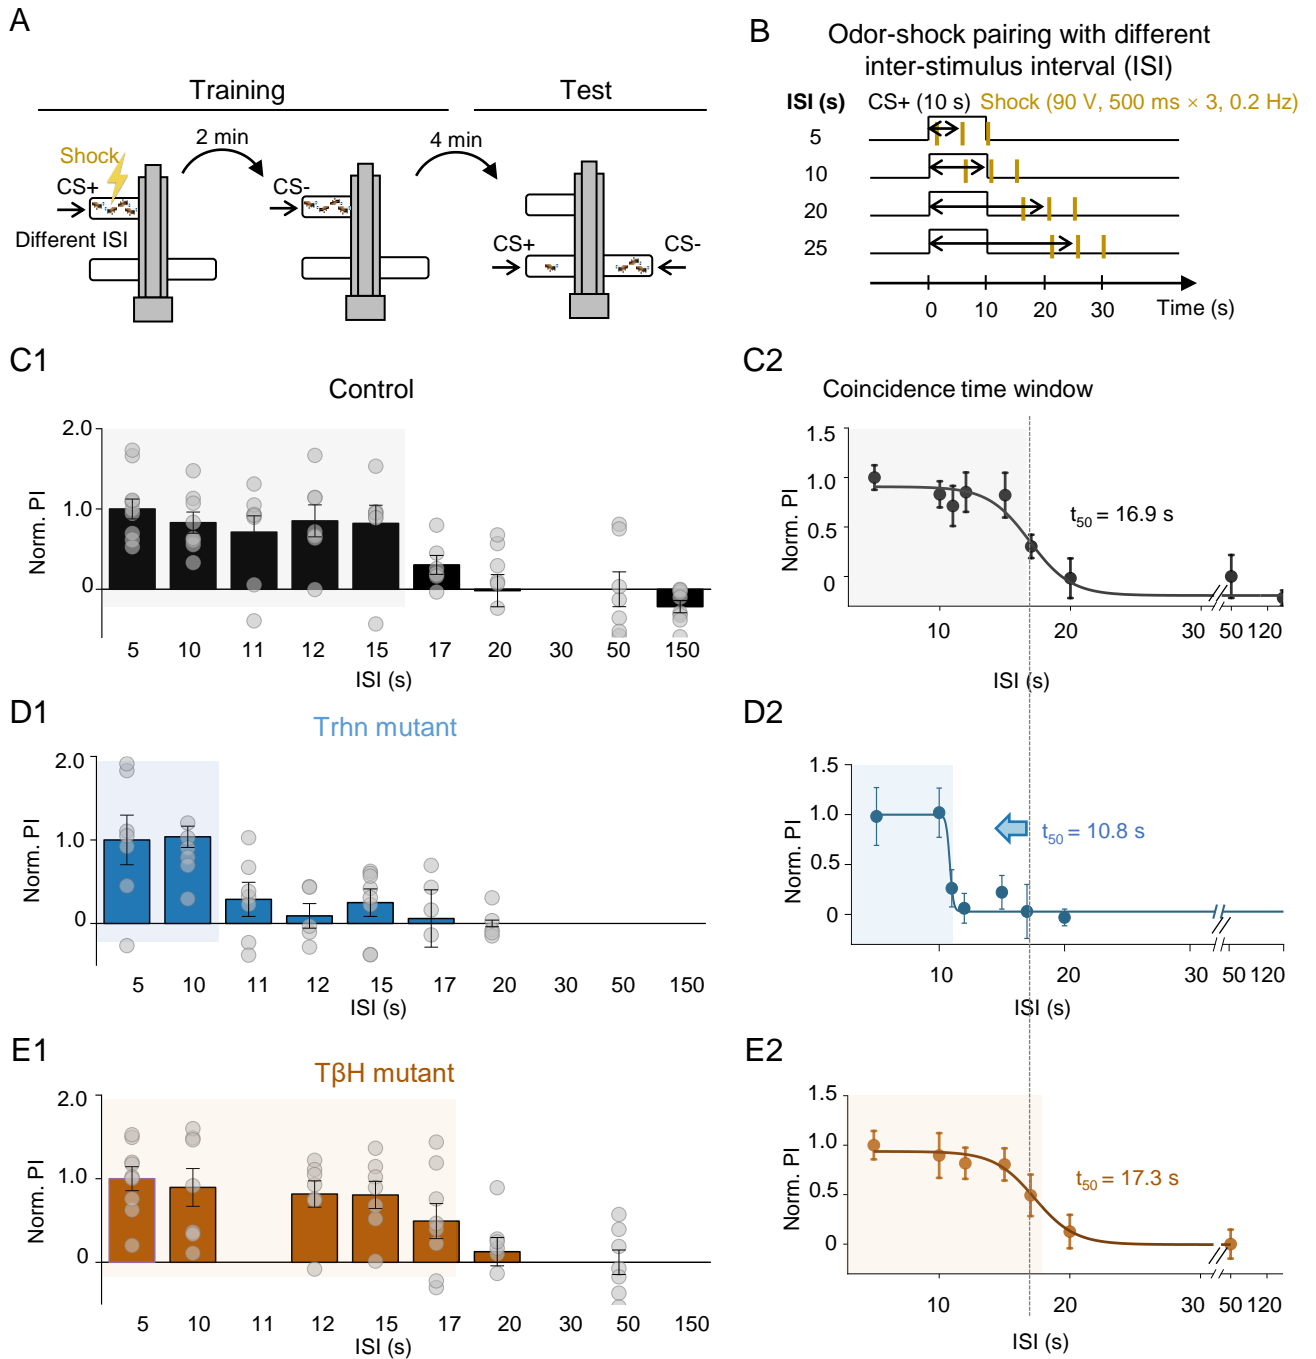 A
Training
Test
2 min
4 min
Shock
CS+
Different ISI
CS-
CS+
CS-
B
Odor-shock pairing with different
inter-stimulus interval (ISI)
ISI (s) CS+ (10 s) Shock (90 V, 500 ms × 3, 0.2 Hz)
5
10
20
25
0 10 20 30 Time (s)
C1
Control
2.0
1.0
0
Norm. PI
5 10 11 12 15 17 20 30 50 150
ISI (s)
C2
Coincidence time window
1.5
1.0
0.5
0
Norm. PI
t50 = 16.9 s
10 20 30 50 120
ISI (s)
D1
Trhn mutant
2.0
1.0
0
Norm. PI
5 10 11 12 15 17 20 30 50 150
ISI (s)
D2
1.5
1.0
0.5
0
Norm. PI
t50 = 10.8 s
10 20 30 50 120
ISI (s)
E1
TβH mutant
2.0
1.0
0
Norm. PI
5 10 11 12 15 17 20 30 50 150
ISI (s)
E2
1.5
1.0
0.5
0
Norm. PI
t50 = 17.3 s
10 20 30 50 120
ISI (s)